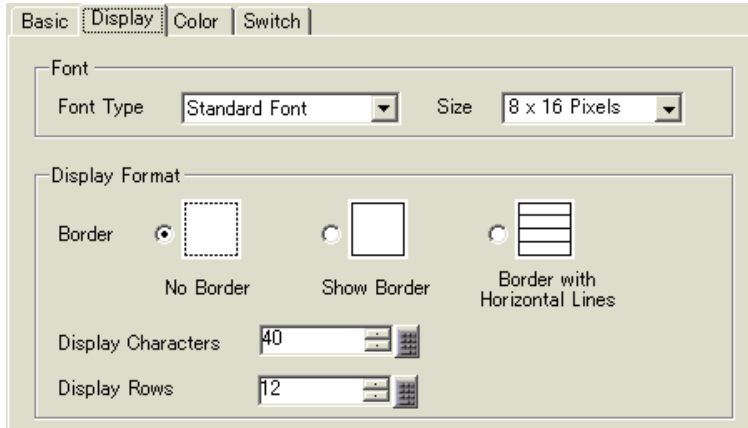 Basic Display Color Switch
Font
Font Type Standard Font Size 8 x 16 Pixels
Display Format
Border
No Border Show Border Border with
Horizontal Lines
Display Characters 40
Display Rows 12